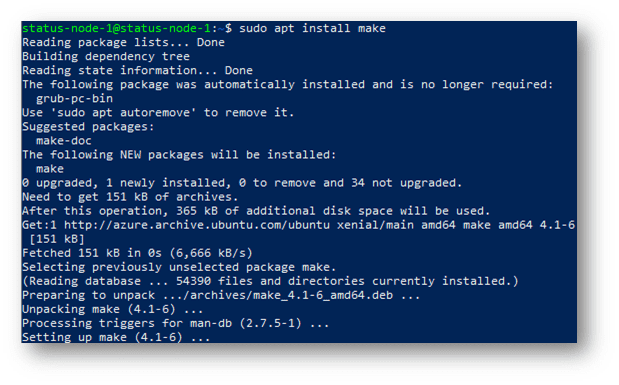 status-node-1@status-node-1:~$ sudo apt install make
Reading package lists... Done
Building dependency tree
Reading state information... Done
The following package was automatically installed and is no longer required:
  grub-pc-bin
Use 'sudo apt autoremove' to remove it.
Suggested packages:
  make-doc
The following NEW packages will be installed:
  make
0 upgraded, 1 newly installed, 0 to remove and 34 not upgraded.
Need to get 151 kB of archives.
After this operation, 365 kB of additional disk space will be used.
Get:1 http://azure.archive.ubuntu.com/ubuntu xenial/main amd64 make amd64 4.1-6
 [151 kB]
Fetched 151 kB in 0s (6,666 kB/s)
Selecting previously unselected package make.
(Reading database ... 54390 files and directories currently installed.)
Preparing to unpack .../archives/make_4.1-6_amd64.deb ...
Unpacking make (4.1-6) ...
Processing triggers for man-db (2.7.5-1) ...
Setting up make (4.1-6) ...